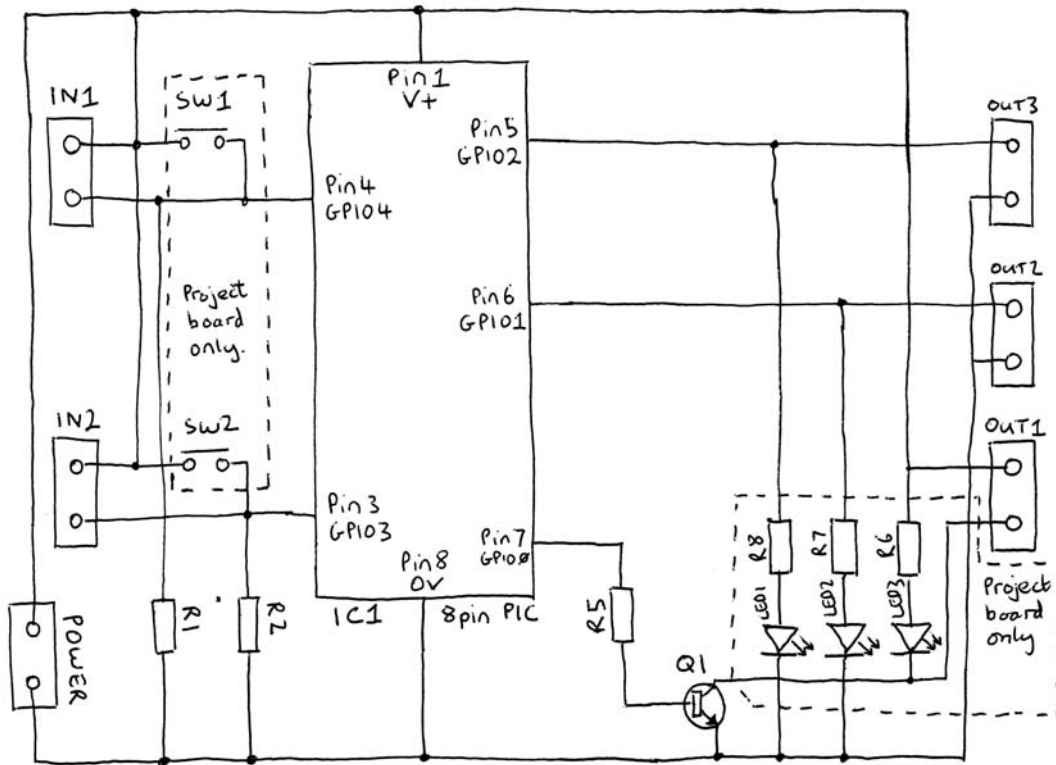 IN1
SW1
Pin1
V+
Pin5
GPIO2
OUT3
Pin4
GPIO4
Project
board
only.
Pin6
GPIO1
OUT2
IN2
SW2
OUT1
Pin3
GPIO3
Pin7
GPIO0
Pin8
0V
R8
R7
R6
Project
board
only
POWER
R1
R2
IC1
8pin PIC
R5
LED1
LED2
LED3
Q1